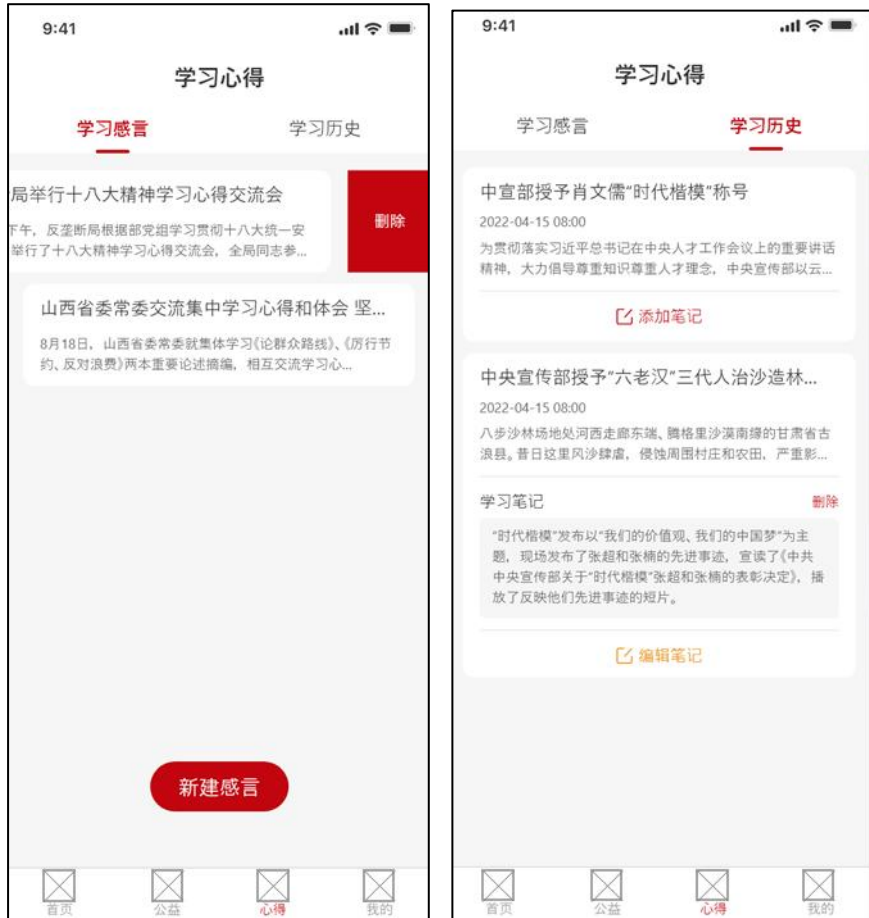 9:41
学习心得
学习感言
学习历史
局举行十八大精神学习心得交流会
下午，反垄断局根据部党组学习贯彻十八大统一安
举行了十八大精神学习心得交流会，全局同志参...
删除
山西省委常委交流集中学习心得和体会 坚...
8月18日，山西省委常委就集体学习《论群众路线》、《厉行节
约、反对浪费》两本重要论述摘编，相互交流学习心...
新建感言
首页
公益
心得
我的
9:41
学习心得
学习感言
学习历史
中宣部授予肖文儒“时代楷模”称号
2022-04-15 08:00
为贯彻落实习近平总书记在中央人才工作会议上的重要讲话
精神，大力倡导尊重知识尊重人才理念，中央宣传部以云...
添加笔记
中央宣传部授予“六老汉”三代人治沙造林...
2022-04-15 08:00
八步沙林场地处河西走廊东端、腾格里沙漠南缘的甘肃省古
浪县。昔日这里风沙肆虐，侵蚀周围村庄和农田，严重影...
学习笔记
删除
“时代楷模”发布以“我们的价值观、我们的中国梦”为主
题，现场发布了张超和张楠的先进事迹，宣读了《中共
中央宣传部关于“时代楷模”张超和张楠的表彰决定》，播
放了反映他们先进事迹的短片。
编辑笔记
首页
公益
心得
我的